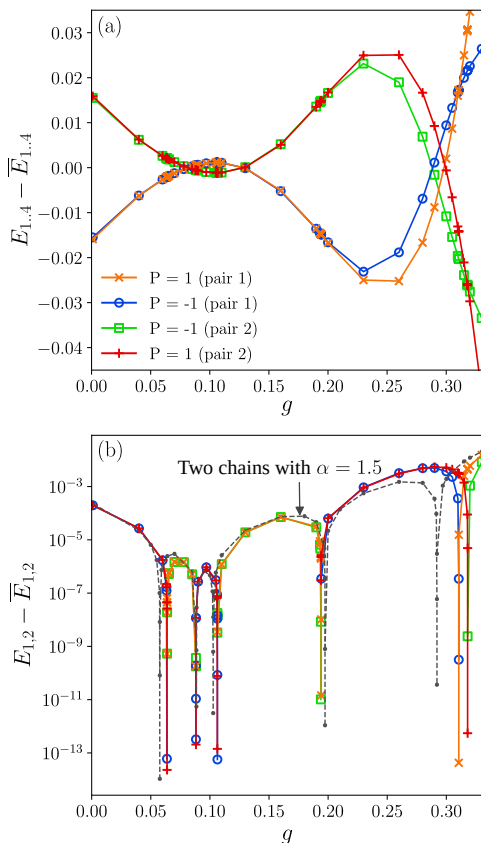 (a)
0.03
0.02
0.01
0.00
−0.01
−0.02
−0.03
−0.04
E₁..₄ − E̅₁..₄
P = 1 (pair 1)
P = -1 (pair 1)
P = -1 (pair 2)
P = 1 (pair 2)
0.00 0.05 0.10 0.15 0.20 0.25 0.30
g
(b)
Two chains with α = 1.5
10⁻³
10⁻⁵
10⁻⁷
10⁻⁹
10⁻¹¹
10⁻¹³
E₁,₂ − E̅₁,₂
0.00 0.05 0.10 0.15 0.20 0.25 0.30
g